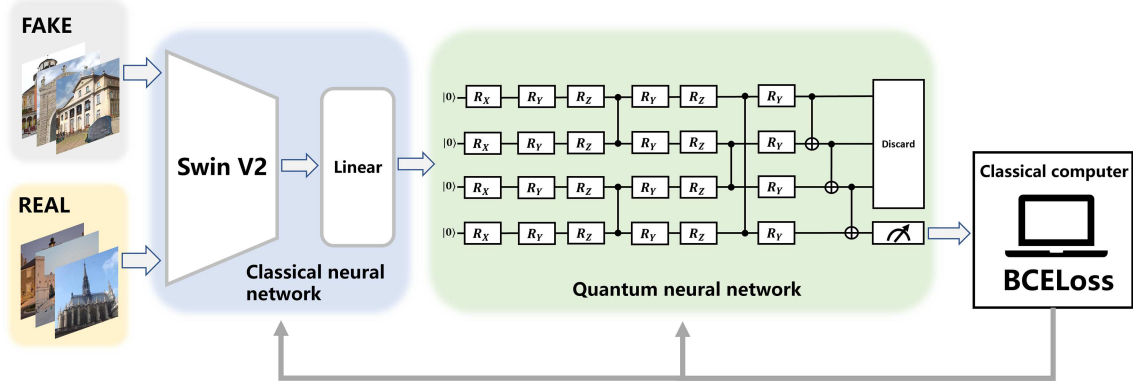 FAKE
REAL
Swin V2
Linear
Classical neural
network
|0⟩ R_X R_Y R_Z R_Y R_Z R_Y
|0⟩ R_X R_Y R_Z R_Y R_Z R_Y
|0⟩ R_X R_Y R_Z R_Y R_Z R_Y
|0⟩ R_X R_Y R_Z R_Y R_Z R_Y
Discard
Quantum neural network
Classical computer
BCELoss